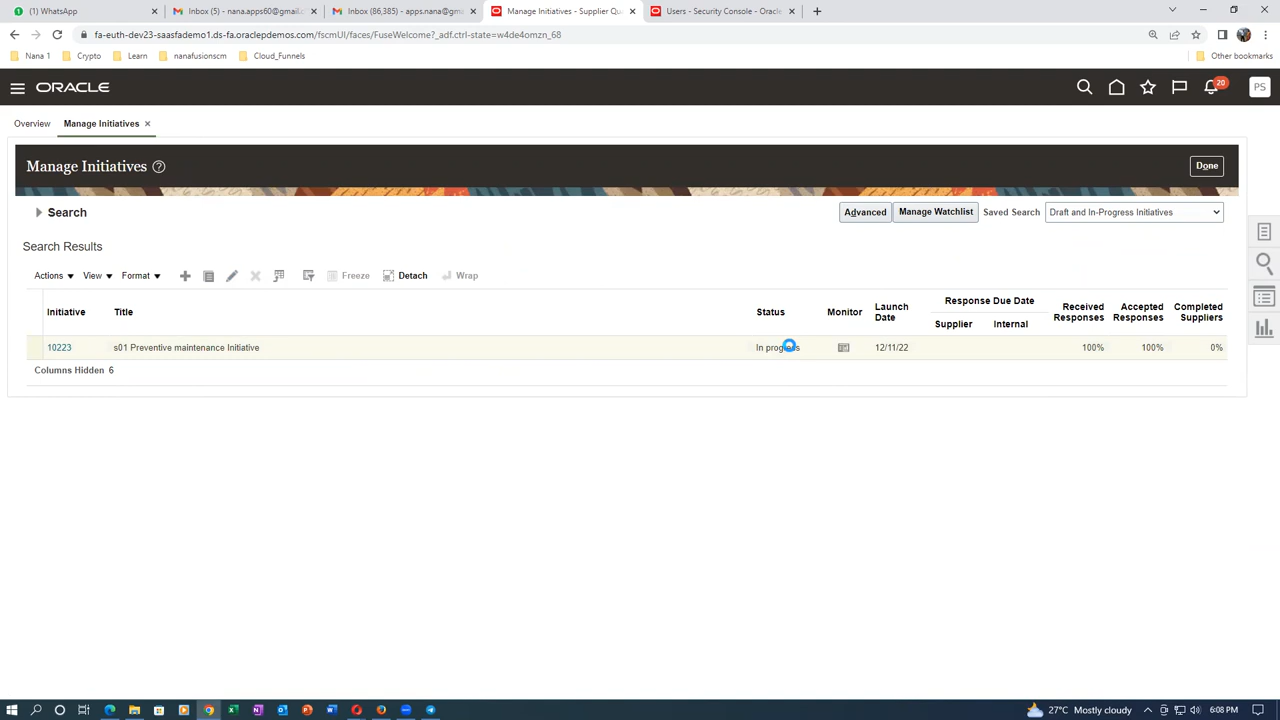 (1) WhatsApp
Inbox (5) - nana.apps60@gmail.c
Inbox (86,385) - apps.nana@gm
Manage Initiatives - Supplier Qu
Users - Security Console - Oracle
fa-euth-dev23-saasfademo1.ds-fa.oraclepdemos.com/fscmUI/faces/FuseWelcome?_adf.ctrl-state=w4de4omzn_68
Nana 1
Crypto
Learn
nanafusionscm
Cloud_Funnels
Other bookmarks
ORACLE
20
PS
Overview
Manage Initiatives
Manage Initiatives
Done
Search
Advanced
Manage Watchlist
Saved Search
Draft and In-Progress Initiatives
Search Results
Actions
View
Format
Freeze
Detach
Wrap
Initiative
Title
Status
Monitor
Launch
Date
Response Due Date
Supplier
Internal
Received
Responses
Accepted
Responses
Completed
Suppliers
10223
s01 Preventive maintenance Initiative
In progress
12/11/22
100%
100%
0%
Columns Hidden 6
27°C Mostly cloudy
6:08 PM